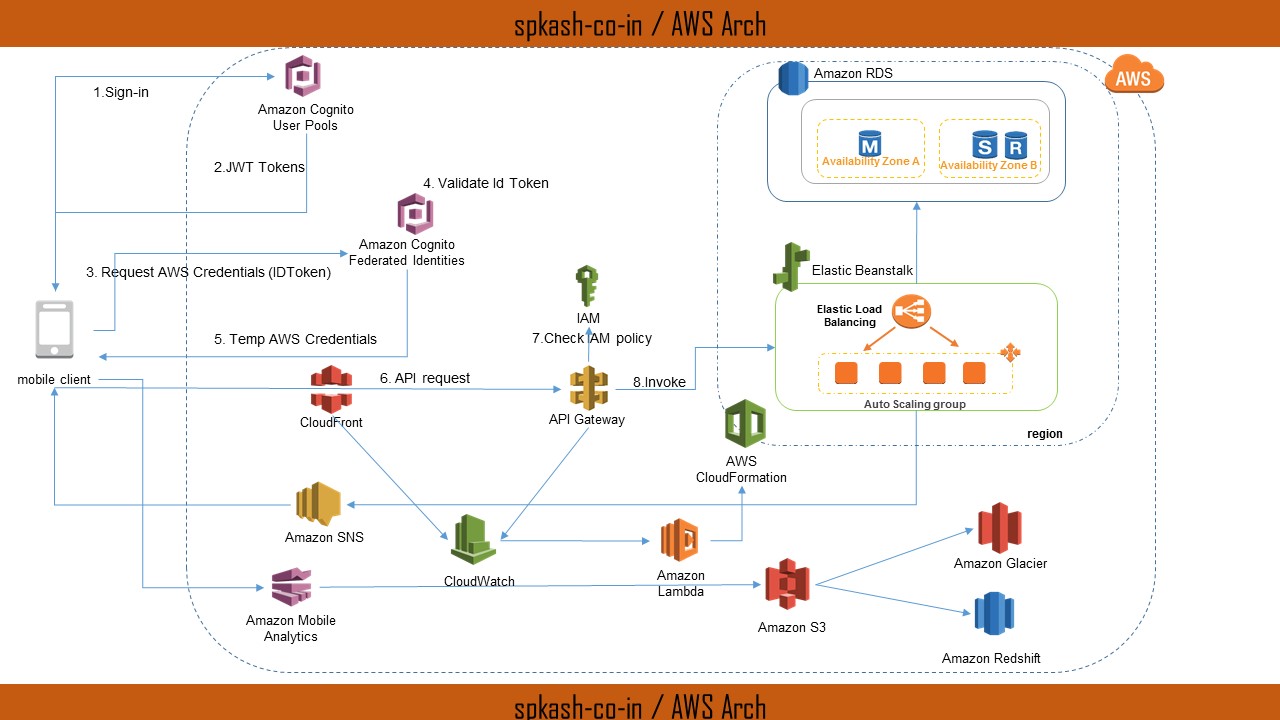 spkash-co-in / AWS Arch
AWS
Amazon RDS
1.Sign-in
Amazon Cognito
User Pools
M
S
R
Availability Zone A
Availability Zone B
2.JWT Tokens
4. Validate Id Token
Amazon Cognito
Federated Identities
3. Request AWS Credentials (IDToken)
Elastic Beanstalk
Elastic Load
Balancing
IAM
7.Check AM policy
5. Temp AWS Credentials
mobile client
6. API request
8.Invoke
CloudFront
API Gateway
Auto Scaling group
region
AWS
CloudFormation
Amazon SNS
CloudWatch
Amazon
Lambda
Amazon Glacier
Amazon Mobile
Analytics
Amazon S3
Amazon Redshift
spkash-co-in / AWS Arch